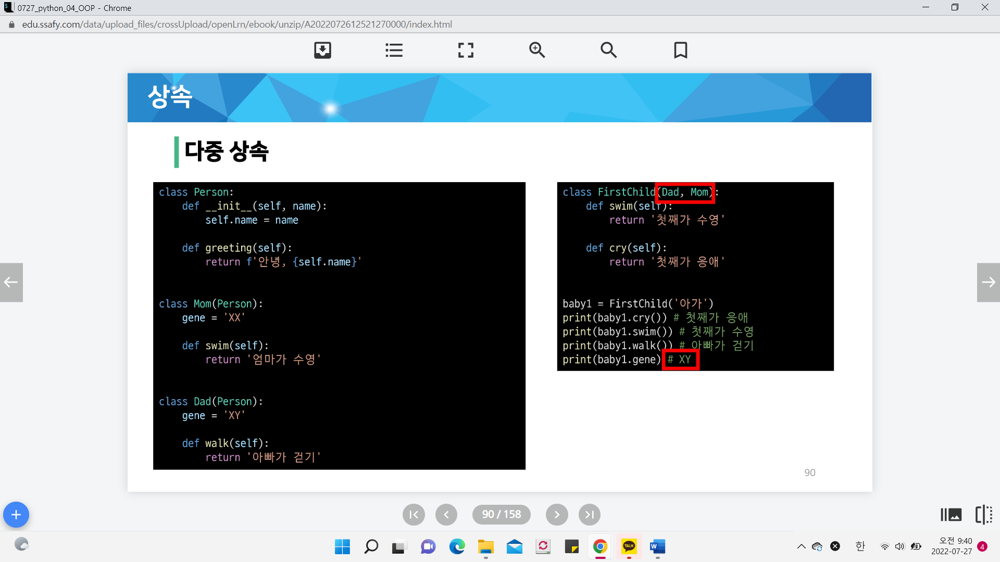 0727_python_04_OOP - Chrome
edu.ssafy.com/data/upload_files/crossUpload/openLrn/ebook/unzip/A2022072612521270000/index.html
상속
다중 상속
class Person:
    def __init__(self, name):
        self.name = name
    def greeting(self):
        return f'안녕, {self.name}'
class Mom(Person):
    gene = 'XX'
    def swim(self):
        return '엄마가 수영'
class Dad(Person):
    gene = 'XY'
    def walk(self):
        return '아빠가 걷기'
class FirstChild(Dad, Mom):
    def swim(self):
        return '첫째가 수영'
    def cry(self):
        return '첫째가 응애'
baby1 = FirstChild('아가')
print(baby1.cry()) # 첫째가 응애
print(baby1.swim()) # 첫째가 수영
print(baby1.walk()) # 아빠가 걷기
print(baby1.gene) # XY
90
90 / 158
TALK
W
한
오전 9:40
2022-07-27
4